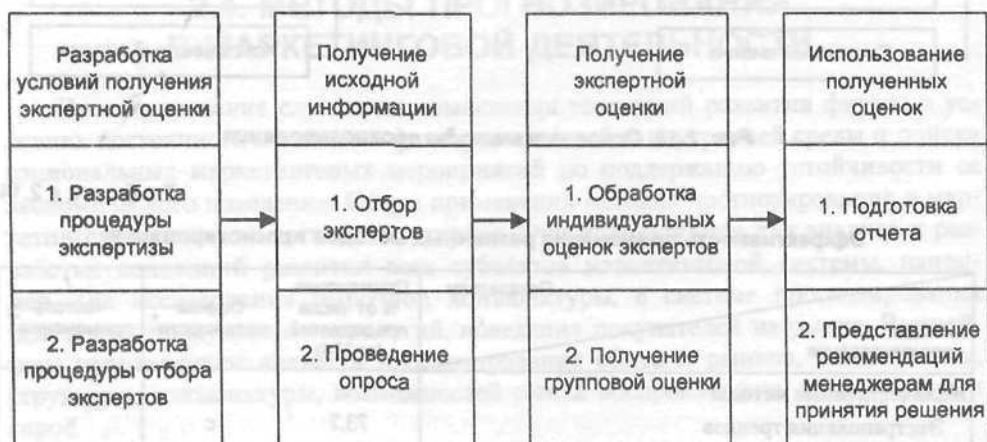 Разработка
условий получения
экспертной оценки
1. Разработка
процедуры
экспертизы
2. Разработка
процедуры отбора
экспертов
Получение
исходной
информации
1. Отбор
экспертов
2. Проведение
опроса
Получение
экспертной
оценки
1. Обработка
индивидуальных
оценок экспертов
2. Получение
групповой оценки
Использование
полученных
оценок
1. Подготовка
отчета
2. Представление
рекомендаций
менеджерам для
принятия решения